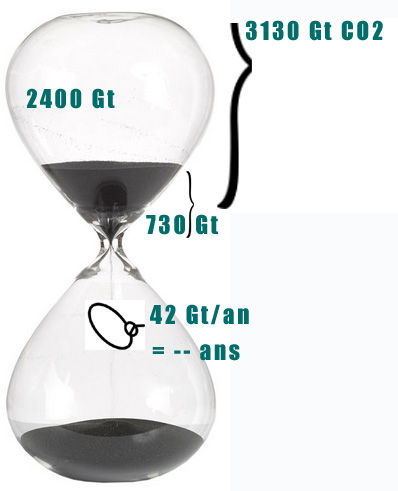 3130 Gt CO2
2400 Gt
730 Gt
42 Gt/an
= -- ans